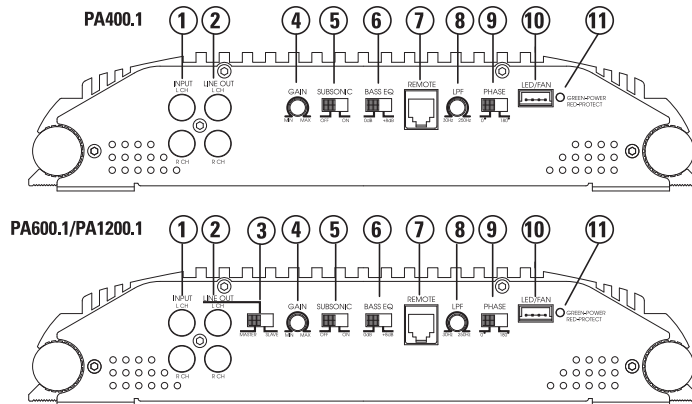 PA400.1
1 2 4 5 6 7 8 9 10 11
INPUT LINE OUT GAIN SUBSONIC BASS EQ REMOTE LPF PHASE LED/FAN
L CH L CH
MIN MAX OFF ON 0dB +6dB 30Hz 250Hz 0° 180°
GREEN-POWER
RED-PROTECT
R CH R CH
PA600.1/PA1200.1
1 2 3 4 5 6 7 8 9 10 11
INPUT LINE OUT GAIN SUBSONIC BASS EQ REMOTE LPF PHASE LED/FAN
L CH L CH
MASTER SLAVE MIN MAX OFF ON 0dB +6dB 30Hz 250Hz 0° 180°
GREEN-POWER
RED-PROTECT
R CH R CH